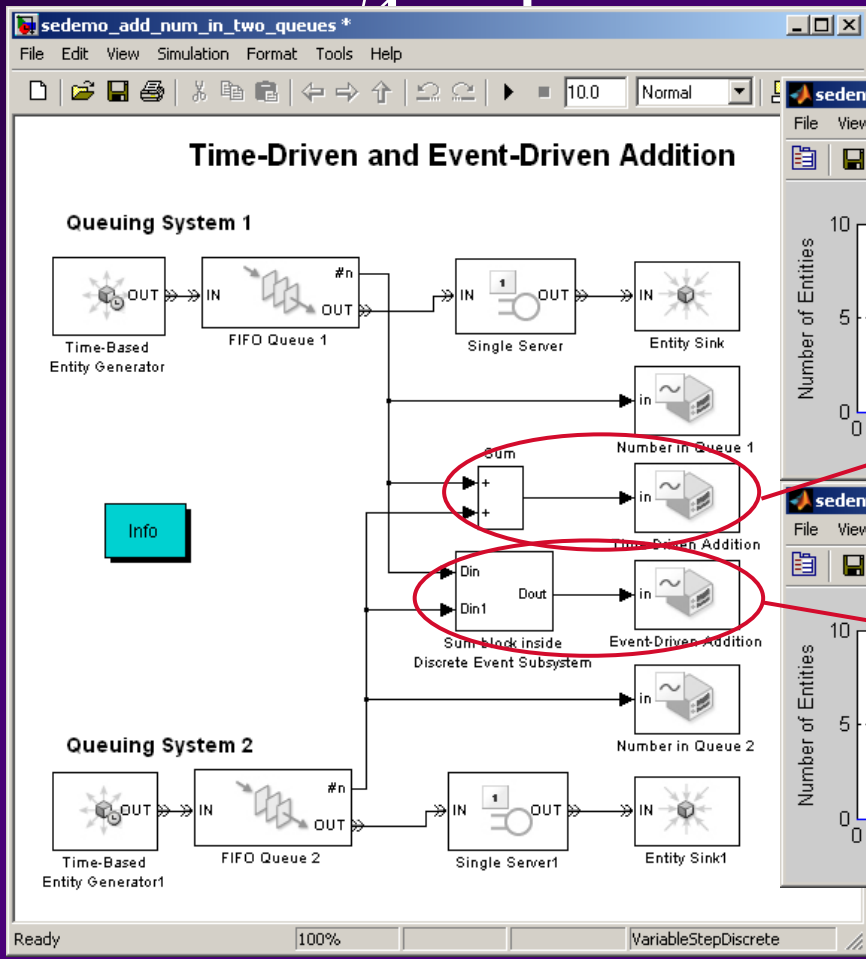 sedemo_add_num_in_two_queues *
File Edit View Simulation Format Tools Help
10.0 Normal
Time-Driven and Event-Driven Addition
Queuing System 1
OUT IN #n OUT IN 1 OUT IN
Time-Based
Entity Generator
FIFO Queue 1
Single Server
Entity Sink
in
Number in Queue 1
Sum
+
+
in
Time-Driven Addition
Info
Din
Din1
Dout
in
Sum block inside
Discrete Event Subsystem
Event-Driven Addition
in
Number in Queue 2
Queuing System 2
OUT IN #n OUT IN 1 OUT IN
Time-Based
Entity Generator1
FIFO Queue 2
Single Server1
Entity Sink1
Ready 100% VariableStepDiscrete
File View
Number of Entities
10
5
0
0
File View
Number of Entities
10
5
0
0